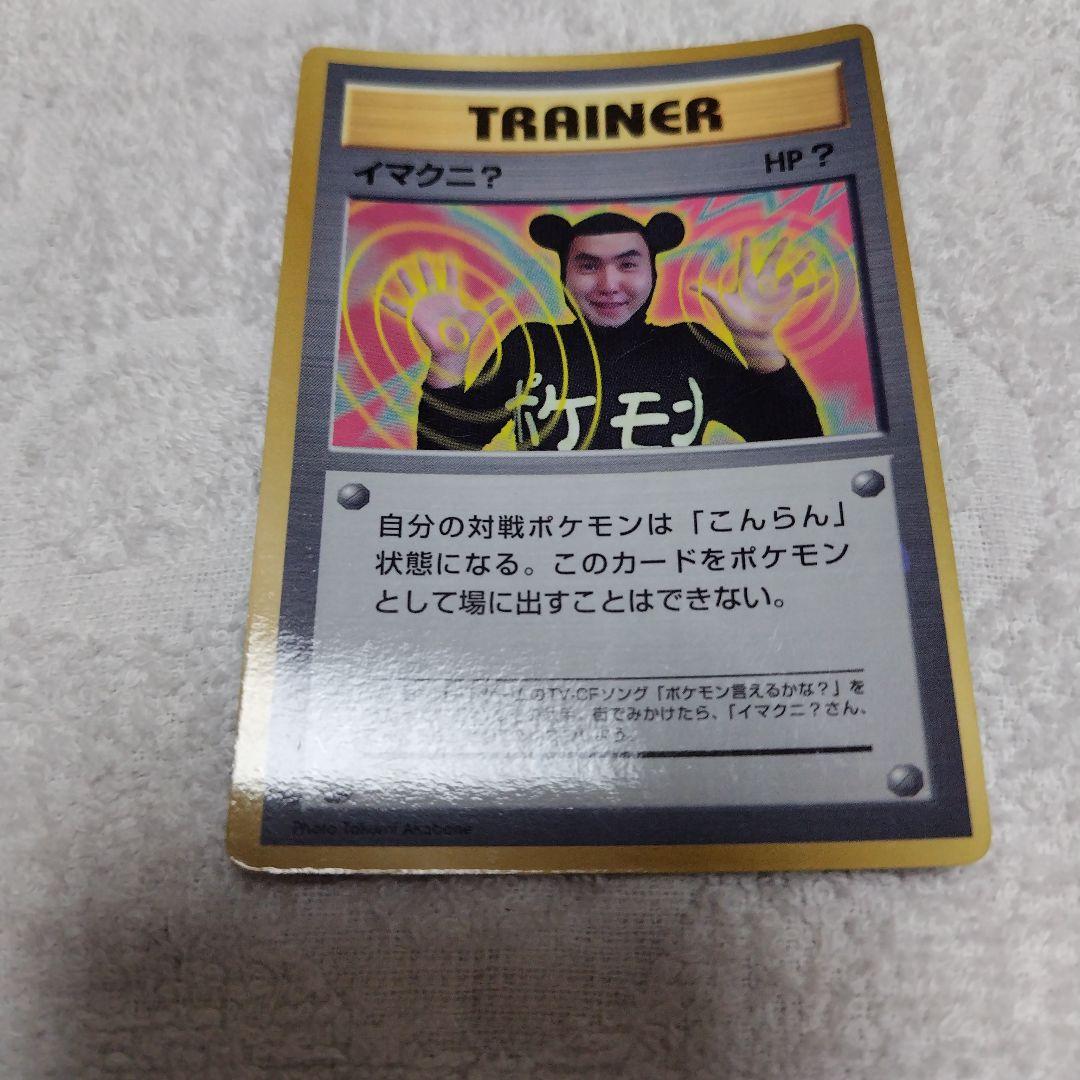 TRAINER
イマクニ?
HP ?
ポケモン
自分の対戦ポケモンは「こんらん」
状態になる。このカードをポケモン
として場に出すことはできない。
のTV-CFソング「ポケモン言えるかな?」を
街でみかけたら、「イマクニ?さん、
Photo Takumi Akabane